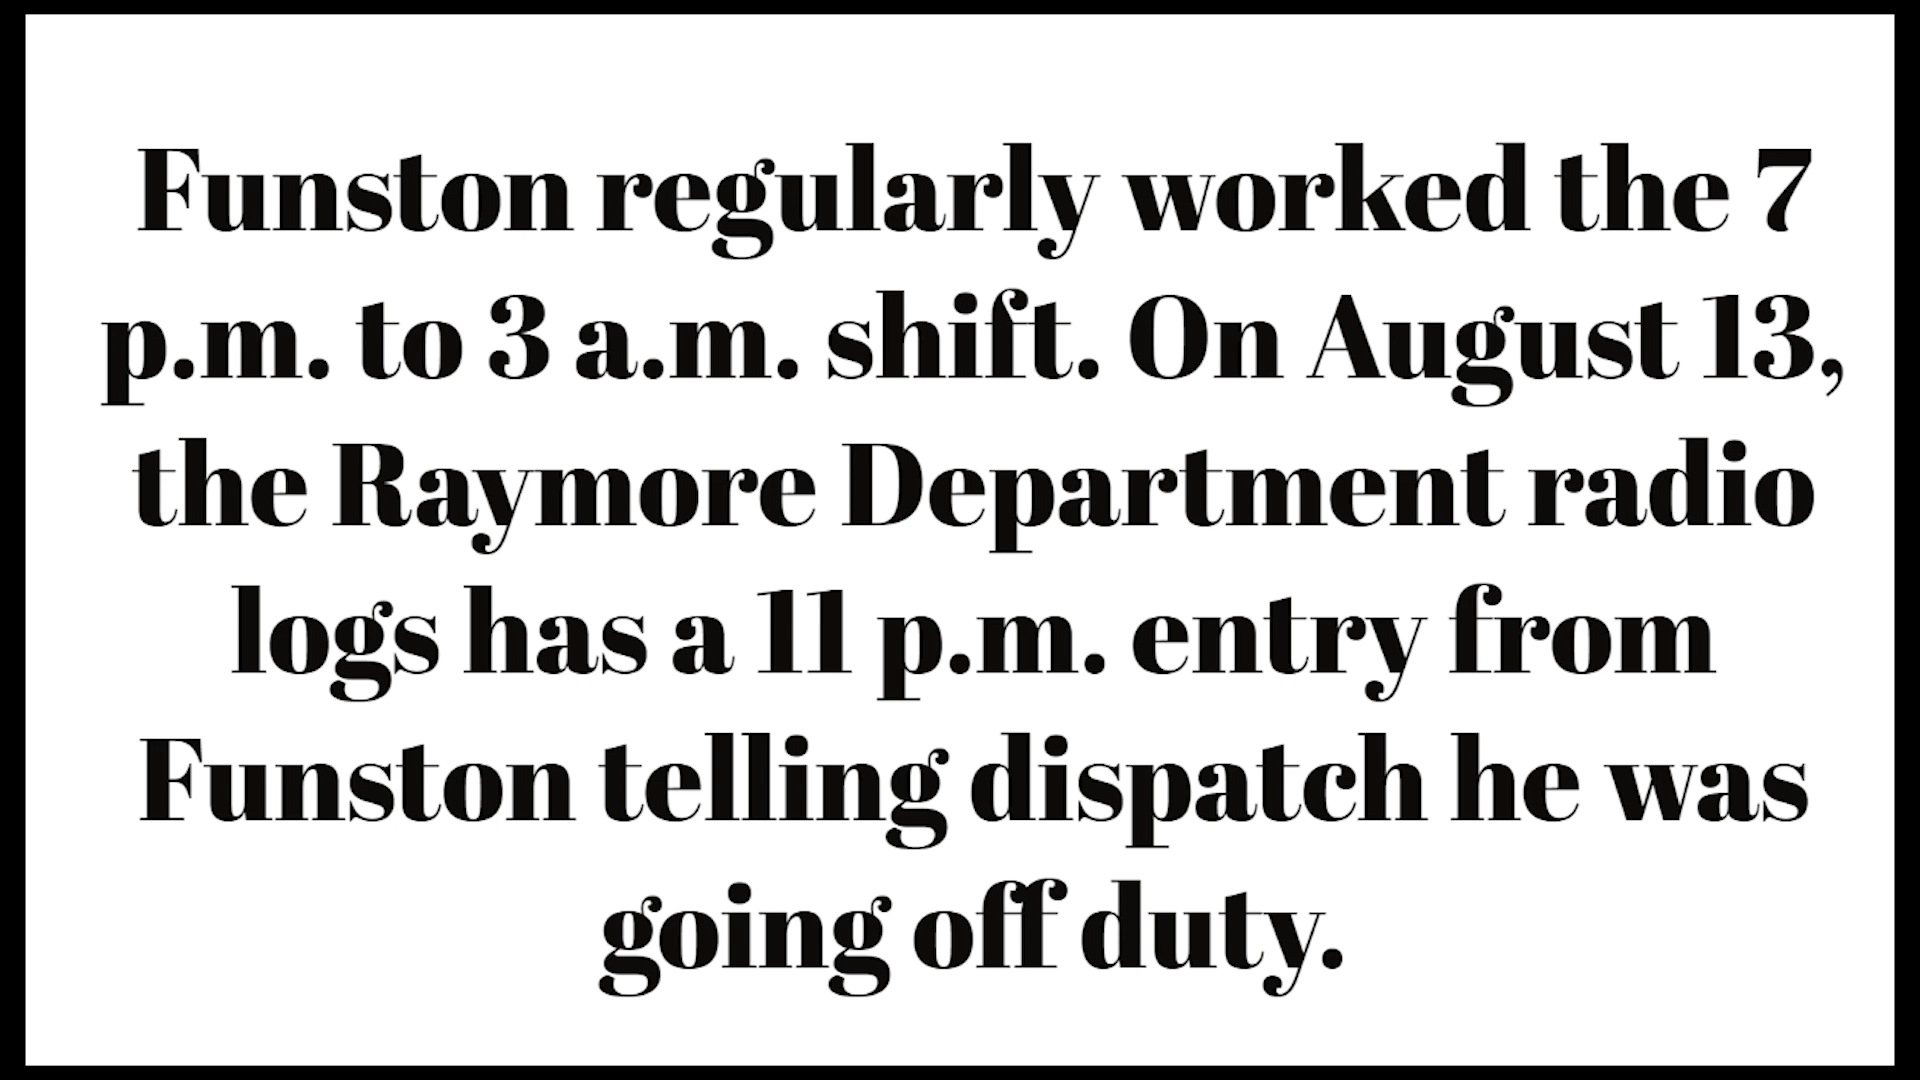 Funston regularly worked the 7
p.m. to 3 a.m. shift. On August 13,
the Raymore Department radio
logs has a 11 p.m. entry from
Funston telling dispatch he was
going off duty.